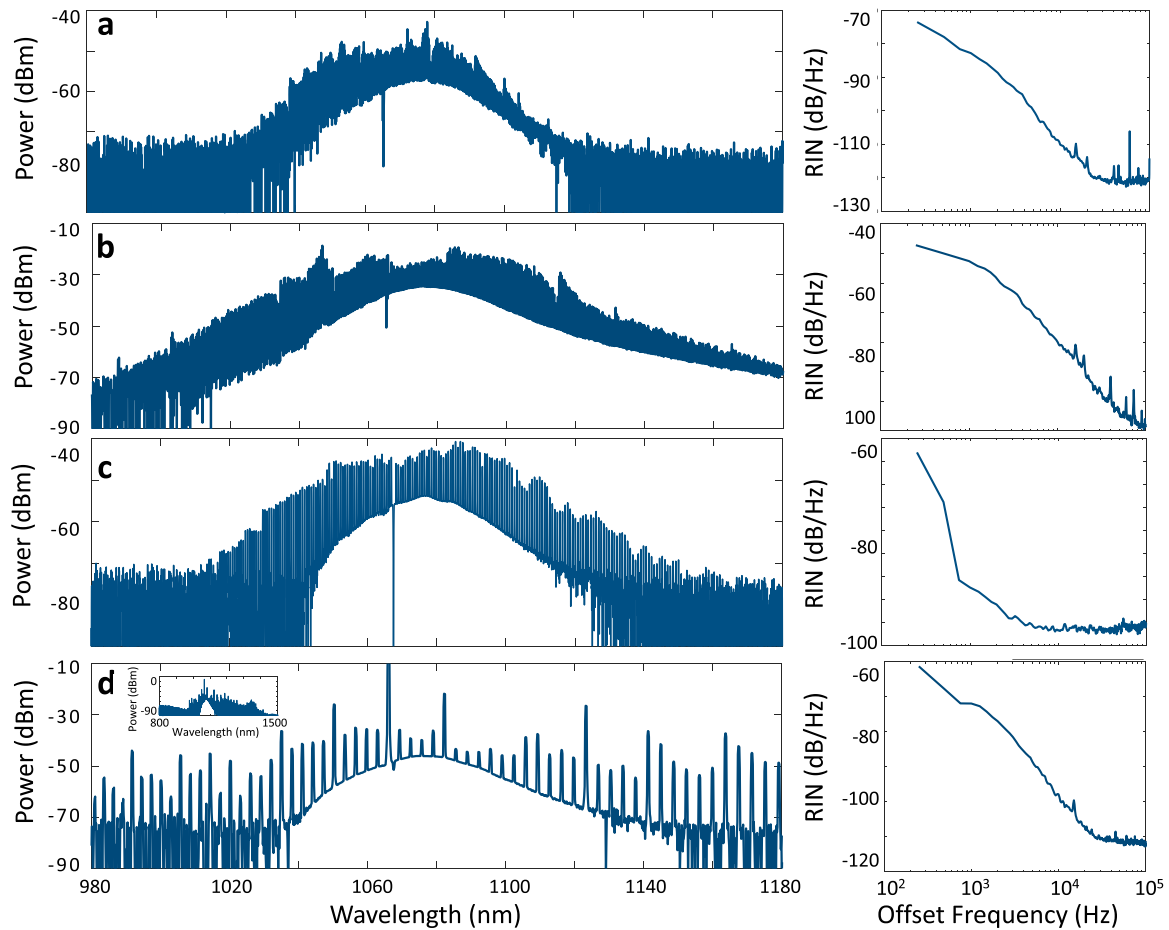 a
Power (dBm)
-40
-60
-80
RIN (dB/Hz)
-70
-90
-110
-130
b
Power (dBm)
-10
-30
-50
-70
-90
RIN (dB/Hz)
-40
-60
-80
100
c
Power (dBm)
-40
-60
-80
RIN (dB/Hz)
-60
-80
-100
d
Power (dBm)
-10
-30
-50
-70
-90
Power (dBm)
0
-90
800
1500
Wavelength (nm)
980
1020
1060
1100
1140
1180
Wavelength (nm)
RIN (dB/Hz)
-60
-80
-100
-120
10²
10³
10⁴
10⁵
Offset Frequency (Hz)